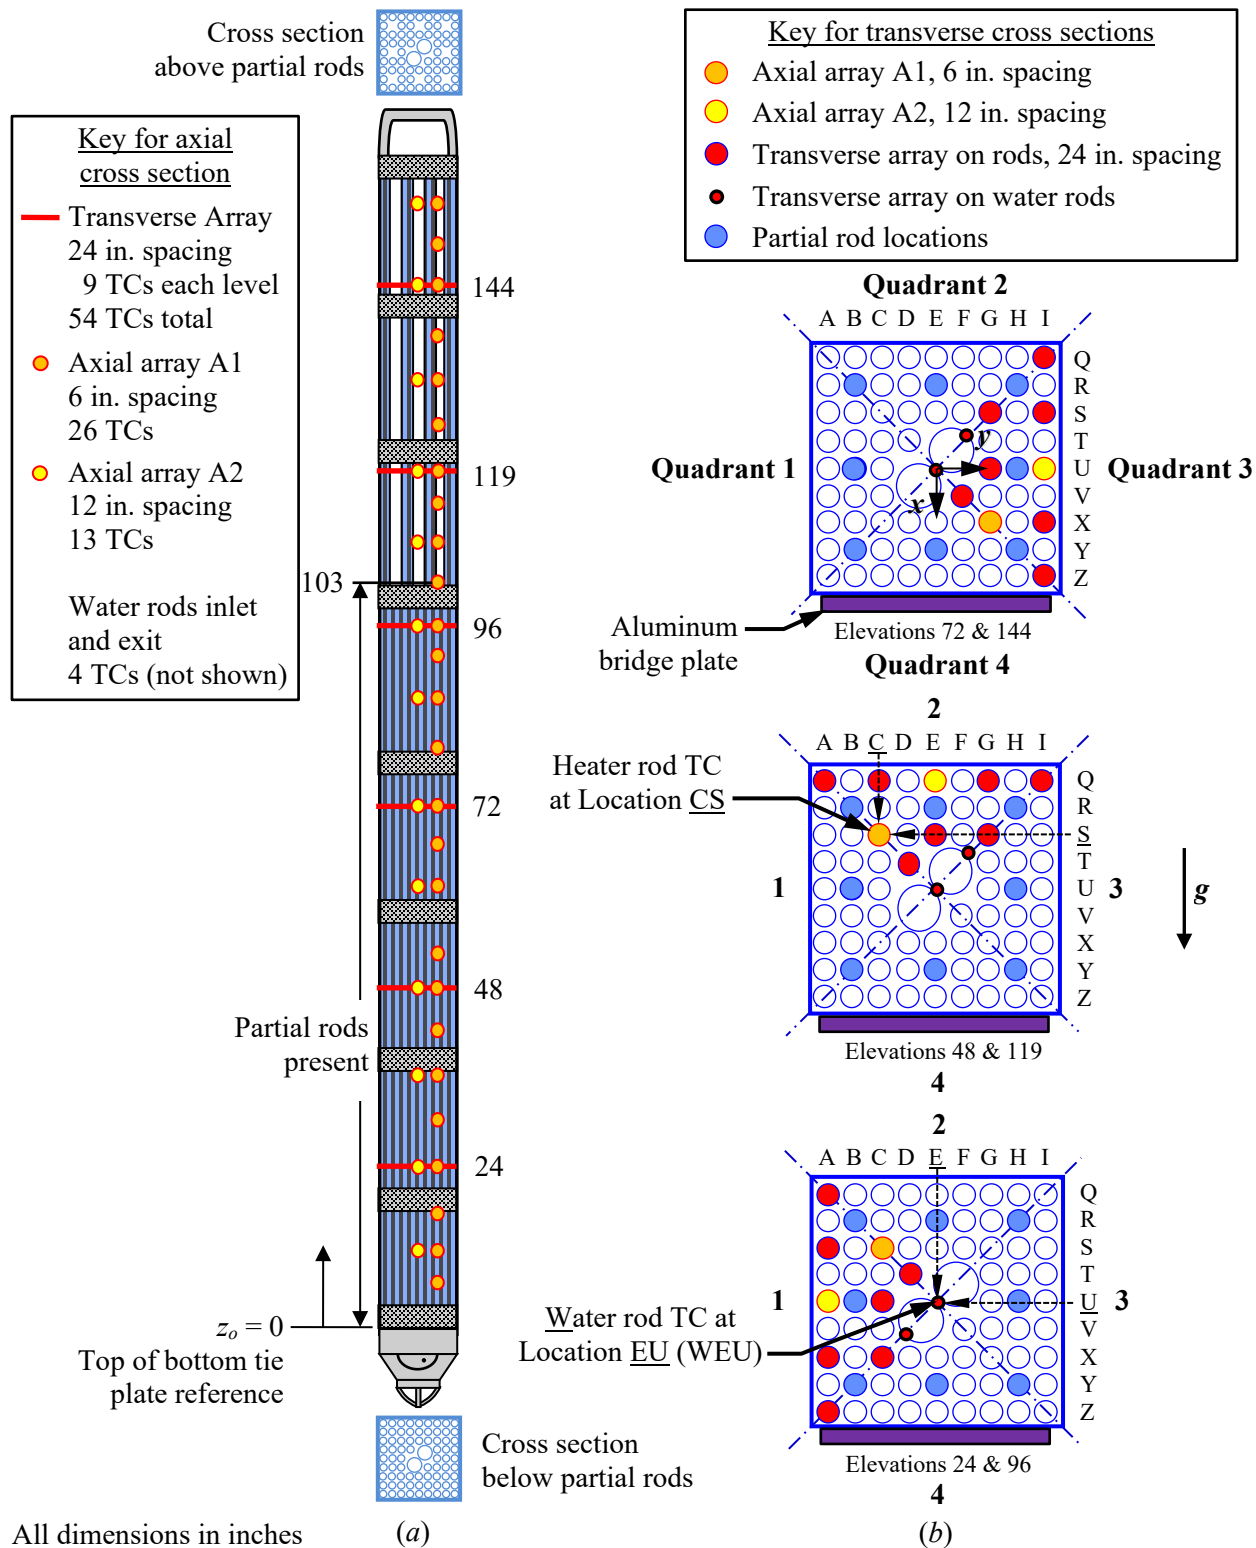 Cross section
above partial rods
Key for axial
cross section
Transverse Array
24 in. spacing
9 TCs each level
54 TCs total
Axial array A1
6 in. spacing
26 TCs
Axial array A2
12 in. spacing
13 TCs
Water rods inlet
and exit
4 TCs (not shown)
144
119
103
96
72
48
Partial rods
present
24
z₀ = 0
Top of bottom tie
plate reference
Cross section
below partial rods
All dimensions in inches
(a)
Key for transverse cross sections
Axial array A1, 6 in. spacing
Axial array A2, 12 in. spacing
Transverse array on rods, 24 in. spacing
Transverse array on water rods
Partial rod locations
Quadrant 2
A B C D E F G H I
Q
R
S
T
U
V
X
Y
Z
Quadrant 1
Quadrant 3
y
x
Aluminum
bridge plate
Elevations 72 & 144
Quadrant 4
2
A B C D E F G H I
Heater rod TC
at Location CS
Q
R
S
T
U
V
X
Y
Z
1
3
g
Elevations 48 & 119
4
2
A B C D E F G H I
Q
R
S
T
U
V
X
Y
Z
1
3
Water rod TC at
Location EU (WEU)
Elevations 24 & 96
4
(b)